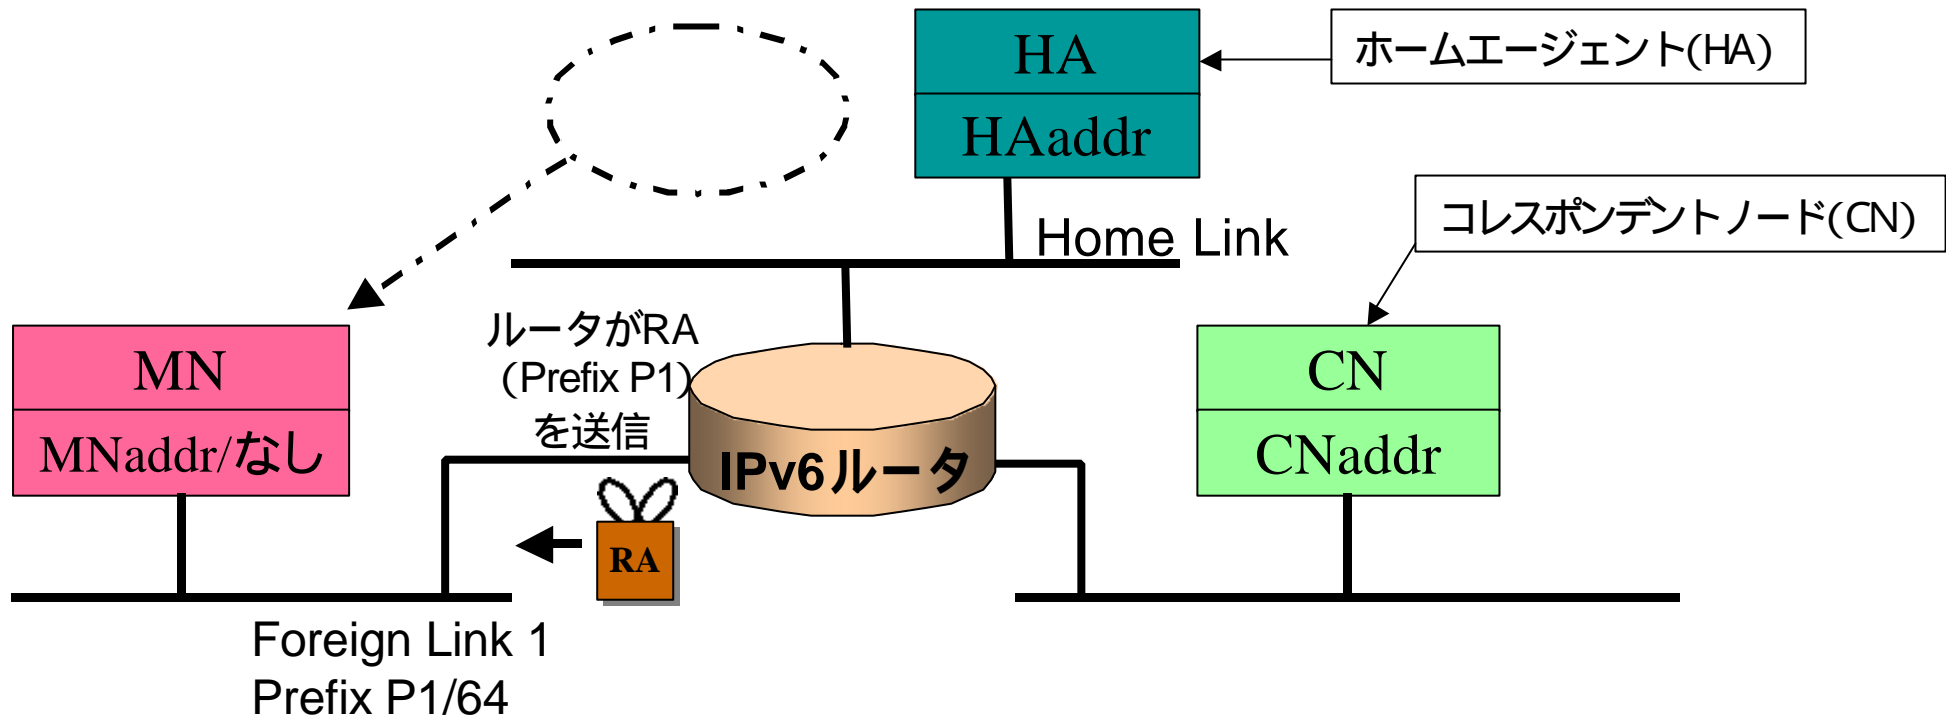 HA
HAaddr
ホームエージェント(HA)
コレスポンデントノード(CN)
Home Link
ルータがRA
(Prefix P1)
を送信
MN
MNaddr/なし
IPv6ルータ
CN
CNaddr
RA
Foreign Link 1
Prefix P1/64